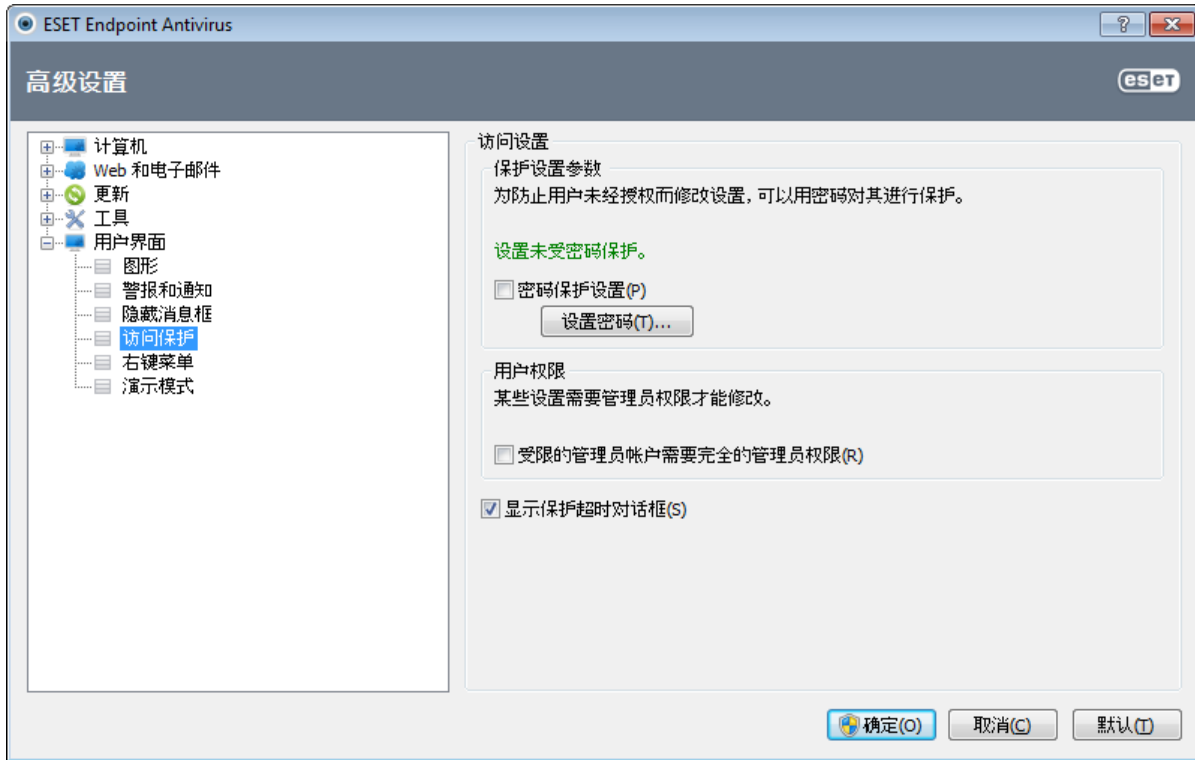 ESET Endpoint Antivirus
高级设置
eseT
计算机
Web 和电子邮件
更新
工具
用户界面
图形
警报和通知
隐藏消息框
访问保护
右键菜单
演示模式
访问设置
保护设置参数
为防止用户未经授权而修改设置,可以用密码对其进行保护。
设置未受密码保护。
密码保护设置(P)
设置密码(T)...
用户权限
某些设置需要管理员权限才能修改。
受限的管理员帐户需要完全的管理员权限(R)
显示保护超时对话框(S)
确定(O)
取消(C)
默认(T)